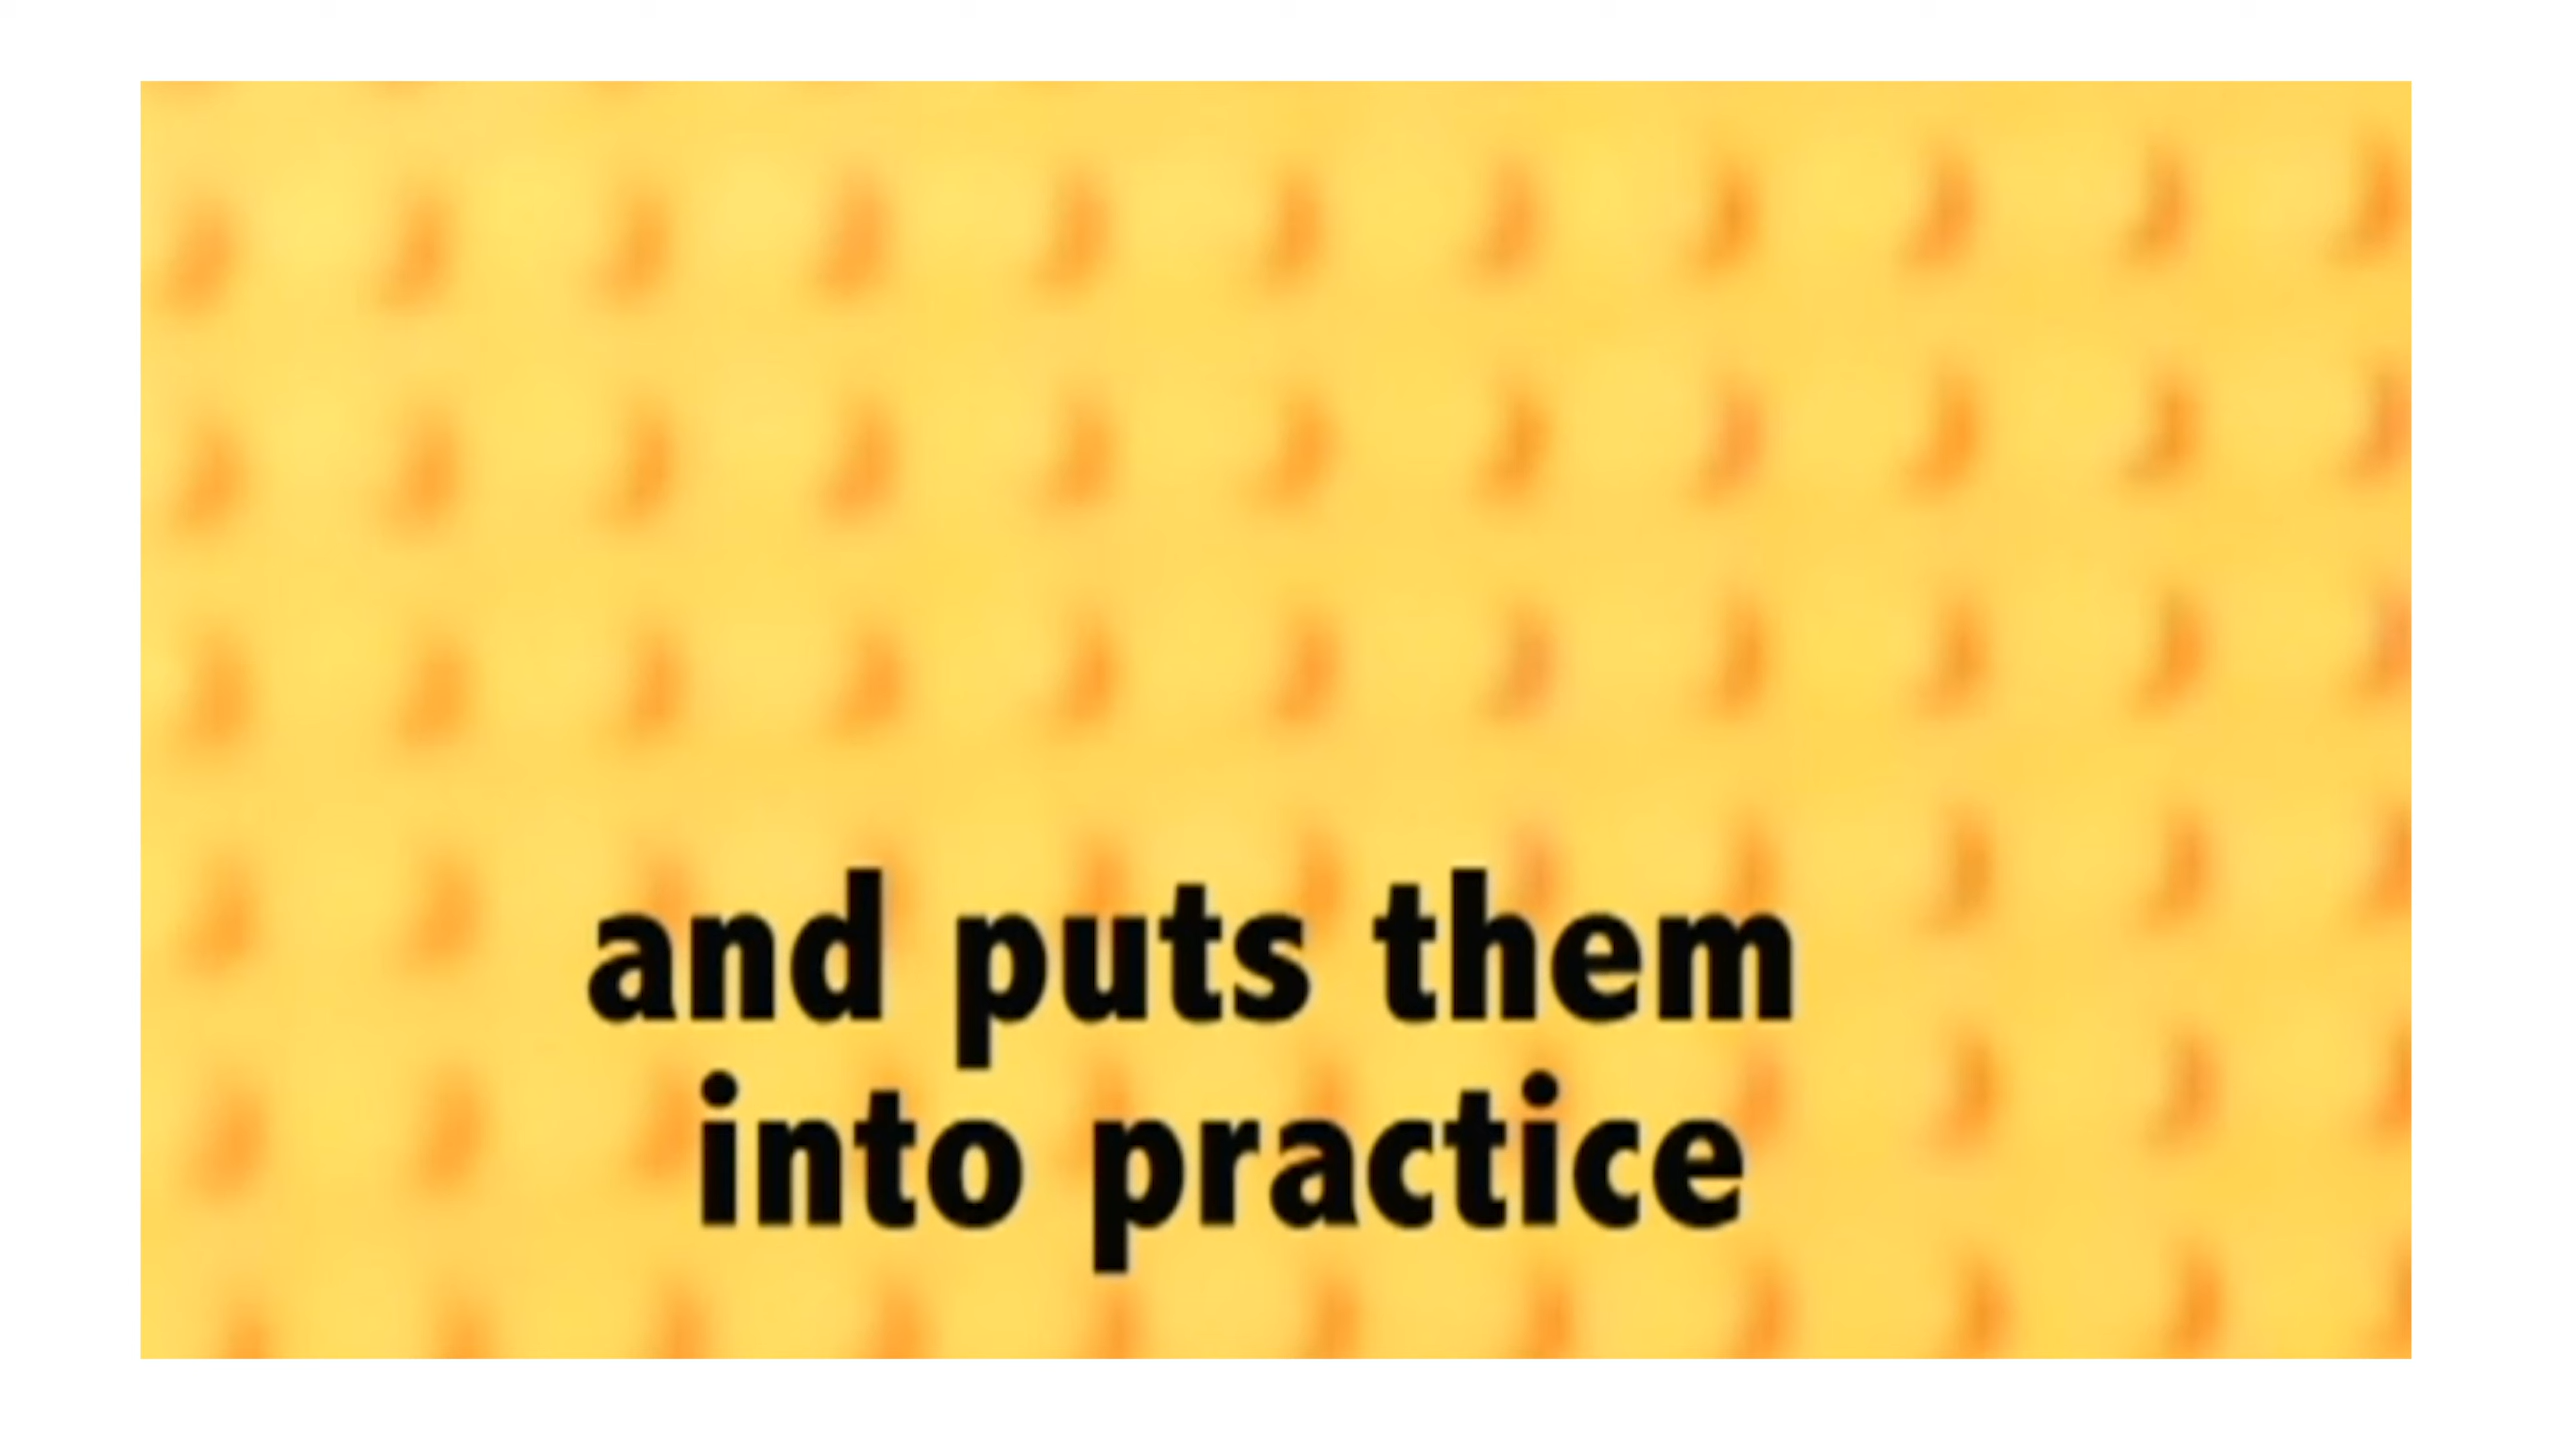 and puts them
into practice